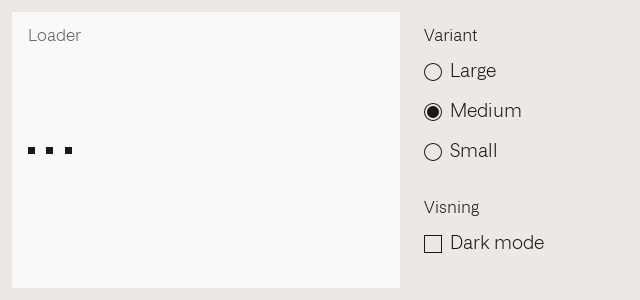 Loader
Variant
Large
Medium
Small
Visning
Dark mode